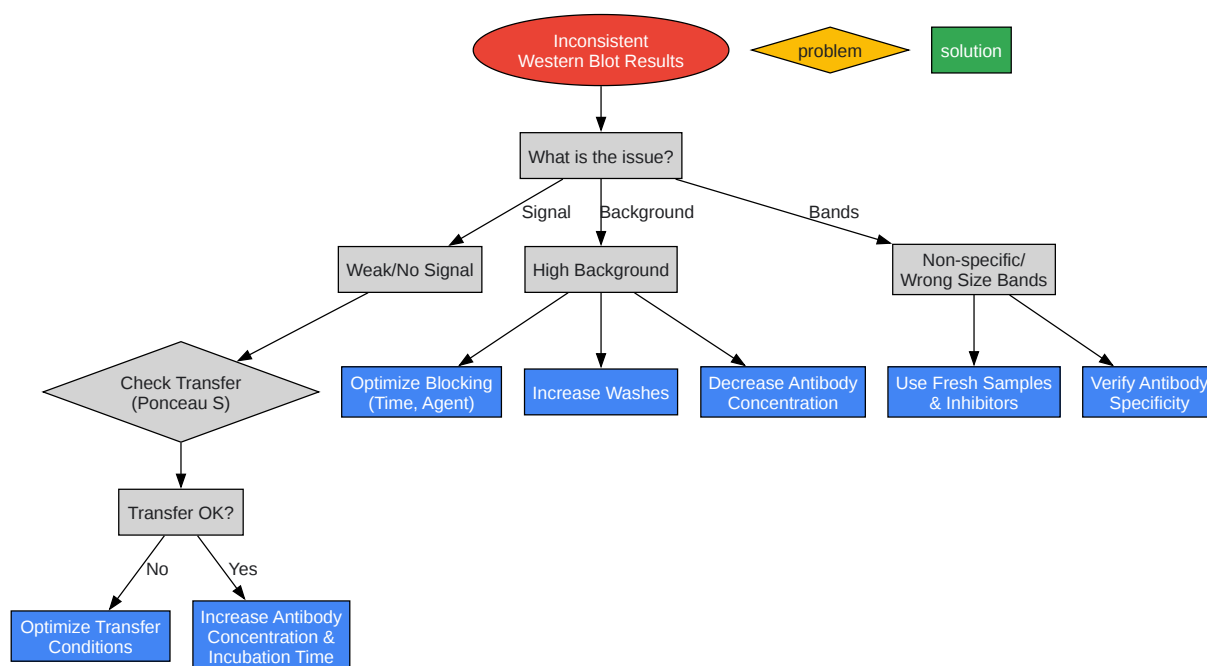 Inconsistent
Western Blot Results
problem
solution
What is the issue?
Signal
Background
Bands
Weak/No Signal
High Background
Non-specific/
Wrong Size Bands
Check Transfer
(Ponceau S)
Optimize Blocking
(Time, Agent)
Increase Washes
Decrease Antibody
Concentration
Use Fresh Samples
& Inhibitors
Verify Antibody
Specificity
Transfer OK?
No
Yes
Optimize Transfer
Conditions
Increase Antibody
Concentration &
Incubation Time